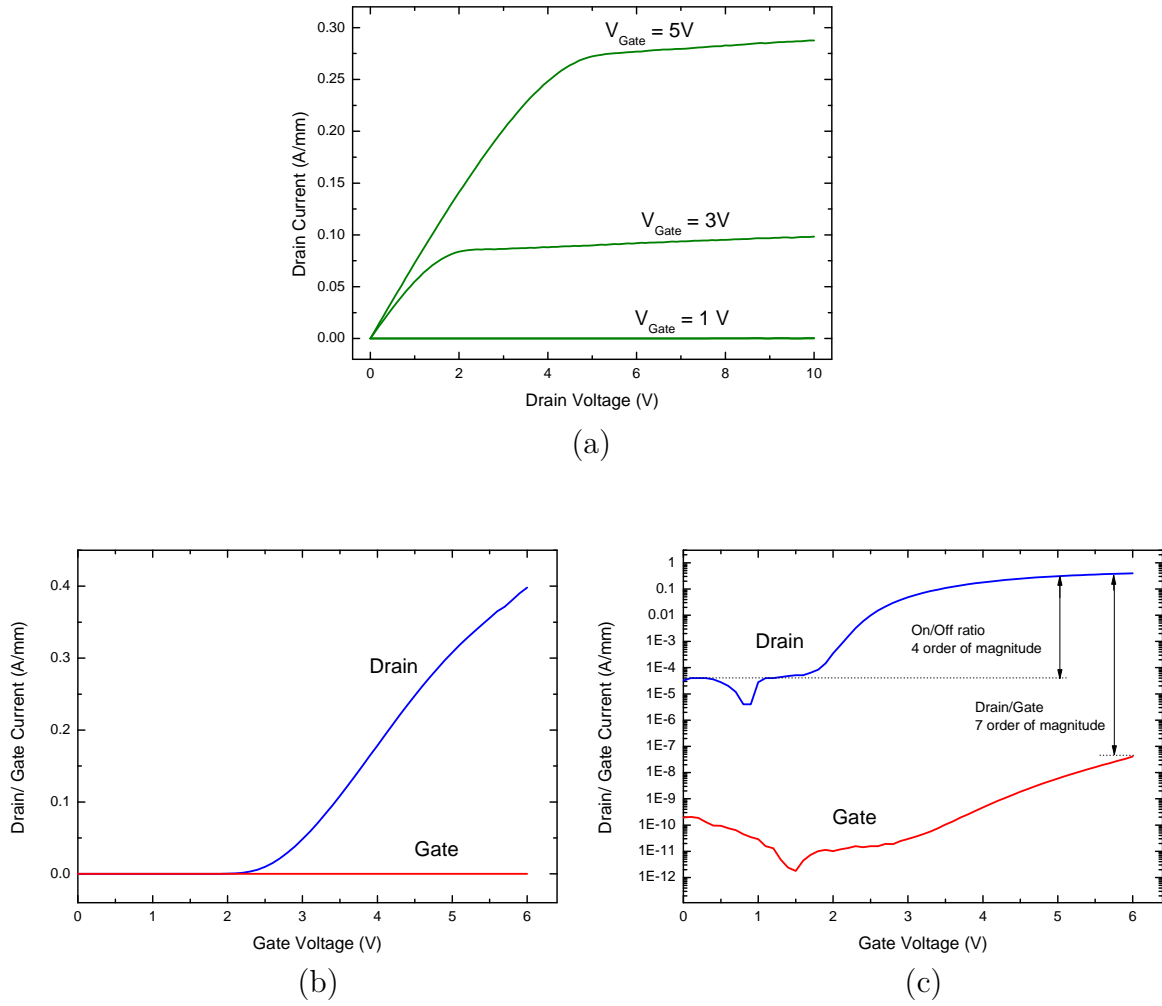 0.30
0.25
0.20
0.15
0.10
0.05
0.00
Drain Current (A/mm)
V_Gate = 5V
V_Gate = 3V
V_Gate = 1 V
0 2 4 6 8 10
Drain Voltage (V)
(a)
0.4
0.3
0.2
0.1
0.0
Drain/ Gate Current (A/mm)
Drain
Gate
0 1 2 3 4 5 6
Gate Voltage (V)
(b)
1
0.1
0.01
1E-3
1E-4
1E-5
1E-6
1E-7
1E-8
1E-9
1E-10
1E-11
1E-12
Drain/ Gate Current (A/mm)
Drain
On/Off ratio
4 order of magnitude
Drain/Gate
7 order of magnitude
Gate
0 1 2 3 4 5 6
Gate Voltage (V)
(c)